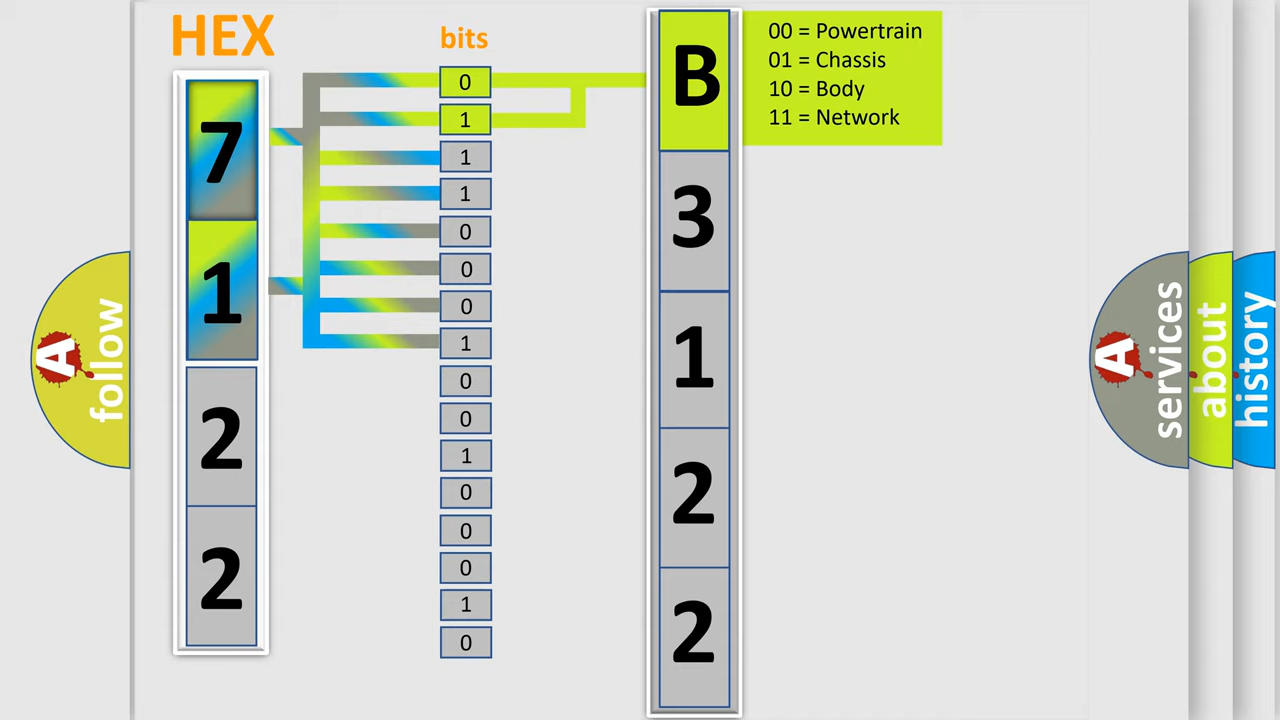 HEX
bits
7
1
2
2
0
1
1
1
0
0
0
1
0
0
1
0
0
0
1
0
B
3
1
2
2
00 = Powertrain
01 = Chassis
10 = Body
11 = Network
A
follow
A
services
about
history